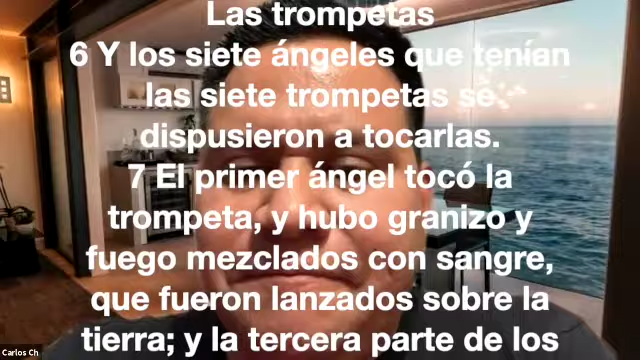 Las trompetas
6 Y los siete ángeles que tenían
las siete trompetas se
dispusieron a tocarlas.
7 El primer ángel tocó la
trompeta, y hubo granizo y
fuego mezclados con sangre,
que fueron lanzados sobre la
tierra; y la tercera parte de los
Carlos Ch